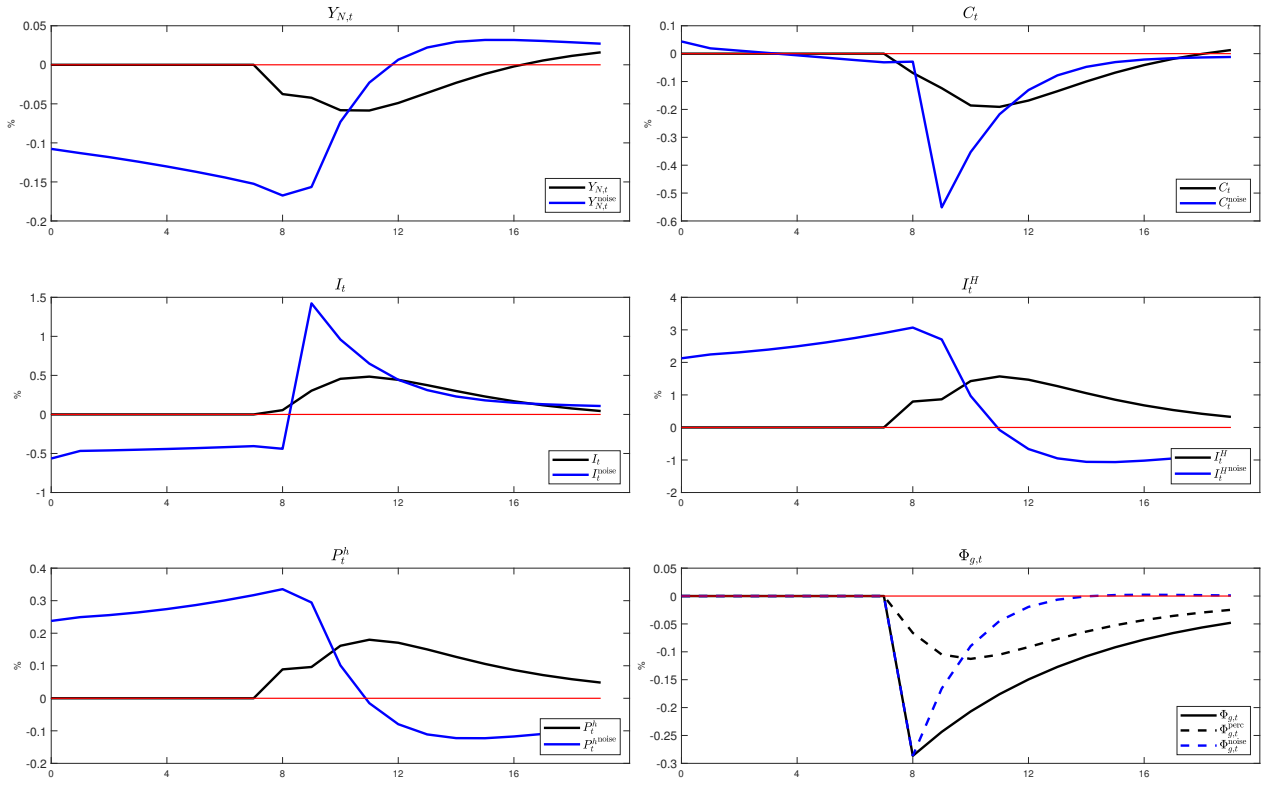 Y_{N,t}
0.05
0
-0.05
-0.1
-0.15
-0.2
%
0 4 8 12 16
Y_{N,t}
Y_{N,t}^{noise}
C_t
0.1
0
-0.1
-0.2
-0.3
-0.4
-0.5
-0.6
%
0 4 8 12 16
C_t
C_t^{noise}
I_t
1.5
1
0.5
0
-0.5
-1
%
0 4 8 12 16
I_t
I_t^{noise}
I_t^H
4
3
2
1
0
-1
-2
%
0 4 8 12 16
I_t^H
I_t^{H noise}
P_t^h
0.4
0.3
0.2
0.1
0
-0.1
-0.2
%
0 4 8 12 16
P_t^h
P_t^{h noise}
Φ_{g,t}
0.05
0
-0.05
-0.1
-0.15
-0.2
-0.25
-0.3
%
0 4 8 12 16
Φ_{g,t}
Φ_{g,t}^{perc}
Φ_{g,t}^{noise}